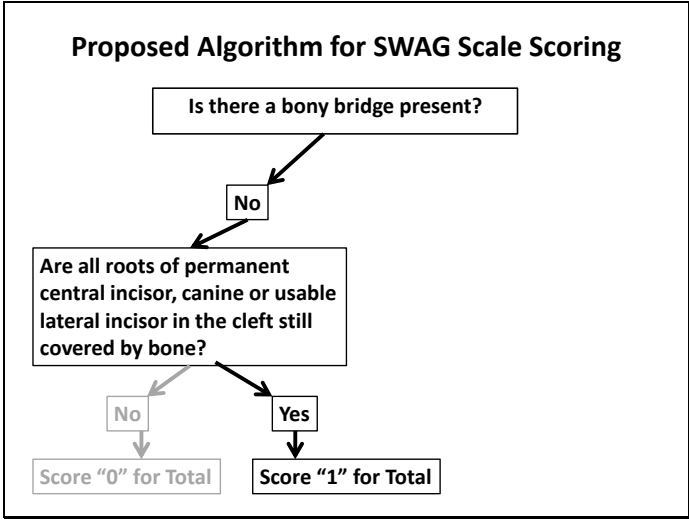 Proposed Algorithm for SWAG Scale Scoring
Is there a bony bridge present?
No
Are all roots of permanent
central incisor, canine or usable
lateral incisor in the cleft still
covered by bone?
No
Yes
Score “0” for Total
Score “1” for Total